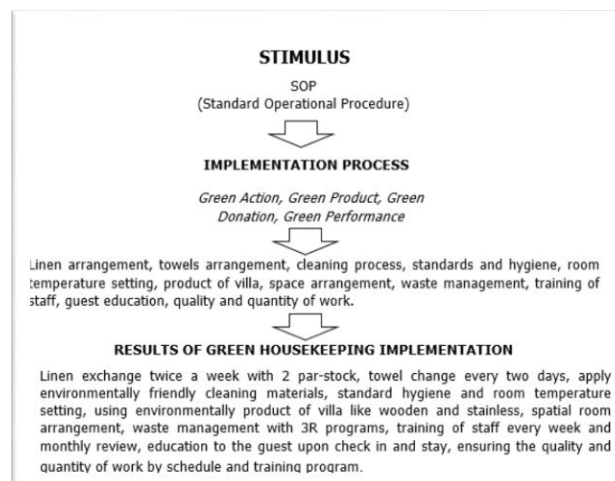 STIMULUS
SOP
(Standard Operational Procedure)
IMPLEMENTATION PROCESS
Green Action, Green Product, Green
Donation, Green Performance
Linen arrangement, towels arrangement, cleaning process, standards and hygiene, room
temperature setting, product of villa, space arrangement, waste management, training of
staff, guest education, quality and quantity of work.
RESULTS OF GREEN HOUSEKEEPING IMPLEMENTATION
Linen exchange twice a week with 2 par-stock, towel change every two days, apply
environmentally friendly cleaning materials, standard hygiene and room temperature
setting, using environmentally product of villa like wooden and stainless, spatial room
arrangement, waste management with 3R programs, training of staff every week and
monthly review, education to the guest upon check in and stay, ensuring the quality and
quantity of work by schedule and training program.